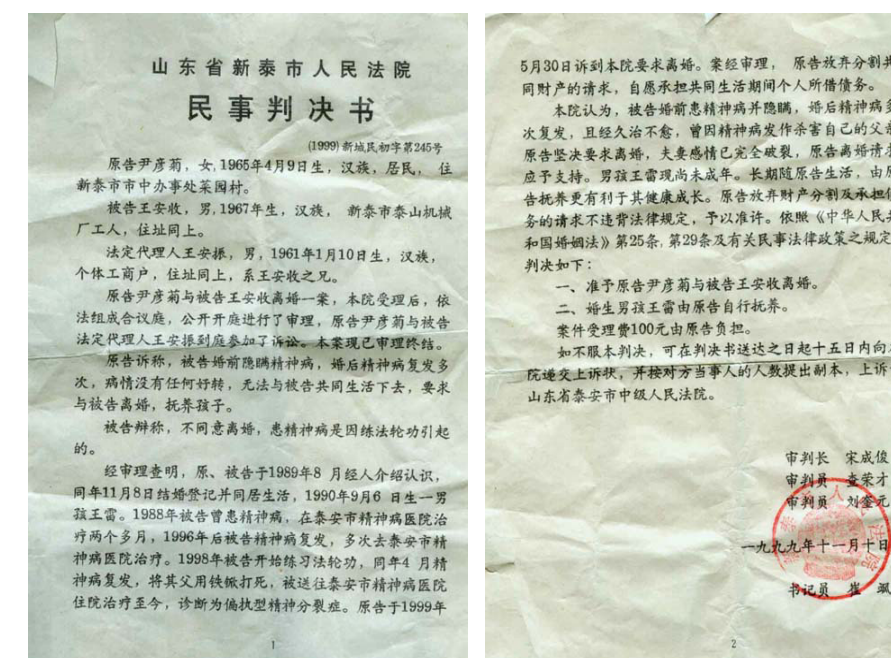 山东省新泰市人民法院
民事判决书
(1999)新城民初字第245号
原告尹彦菊，女,1965年4月9日生，汉族，居民， 住
新泰市市中办事处菜园村。
被告王安收，男,1967年生，汉族， 新泰市泰山机械
厂工人，住址同上。
法定代理人王安振，男，1961年1月10日生，汉族，
个体工商户，住址同上，系王安收之兄。
原告尹彦菊与被告王安收离婚一案，本院受理后，依
法组成合议庭，公开开庭进行了审理，原告尹彦菊与被告
法定代理人王安振到庭参加了诉讼。本案现已审理终结。
原告诉称，被告婚前隐瞒精神病，婚后精神病复发多
次，病情没有任何好转，无法与被告共同生活下去，要求
与被告离婚，抚养孩子。
被告辩称，不同意离婚，患精神病是因练法轮功引起
的。
经审理查明，原、被告于1989年8 月经人介绍认识，
同年11月8日结婚登记并同居生活，1990年9月6 日生一男
孩王雷。1988年被告曾患精神病，在泰安市精神病医院治
疗两个多月，1996年后被告精神病复发，多次去泰安市精
神病医院治疗。1998年被告开始练习法轮功，同年4 月精
神病复发，将其父用铁锨打死，被送往泰安市精神病医院
住院治疗至今，诊断为偏执型精神分裂症。原告于1999年
1
5月30日诉到本院要求离婚。案经审理， 原告放弃分割共
同财产的请求，自愿承担共同生活期间个人所借债务。
本院认为，被告婚前患精神病并隐瞒，婚后精神病多
次复发，且经久治不愈，曾因精神病发作杀害自己的父亲
原告坚决要求离婚，夫妻感情已完全破裂，原告离婚请求
应予支持。男孩王雷现尚未成年。长期随原告生活，由原
告抚养更有利于其健康成长。原告放弃财产分割及承担债
务的请求不违背法律规定，予以准许。依照《中华人民共
和国婚姻法》第25条,第29条及有关民事法律政策之规定
判决如下：
一、准予原告尹彦菊与被告王安收离婚。
二、婚生男孩王雷由原告自行抚养。
案件受理费100元由原告负担。
如不服本判决，可在判决书送达之日起十五日内向本
院递交上诉状，并按对方当事人的人数提出副本，上诉
山东省泰安市中级人民法院。
审判长 宋成俊
审判员 查荣才
审判员 刘奎元
一九九九年十一月十日
书记员 崔
2